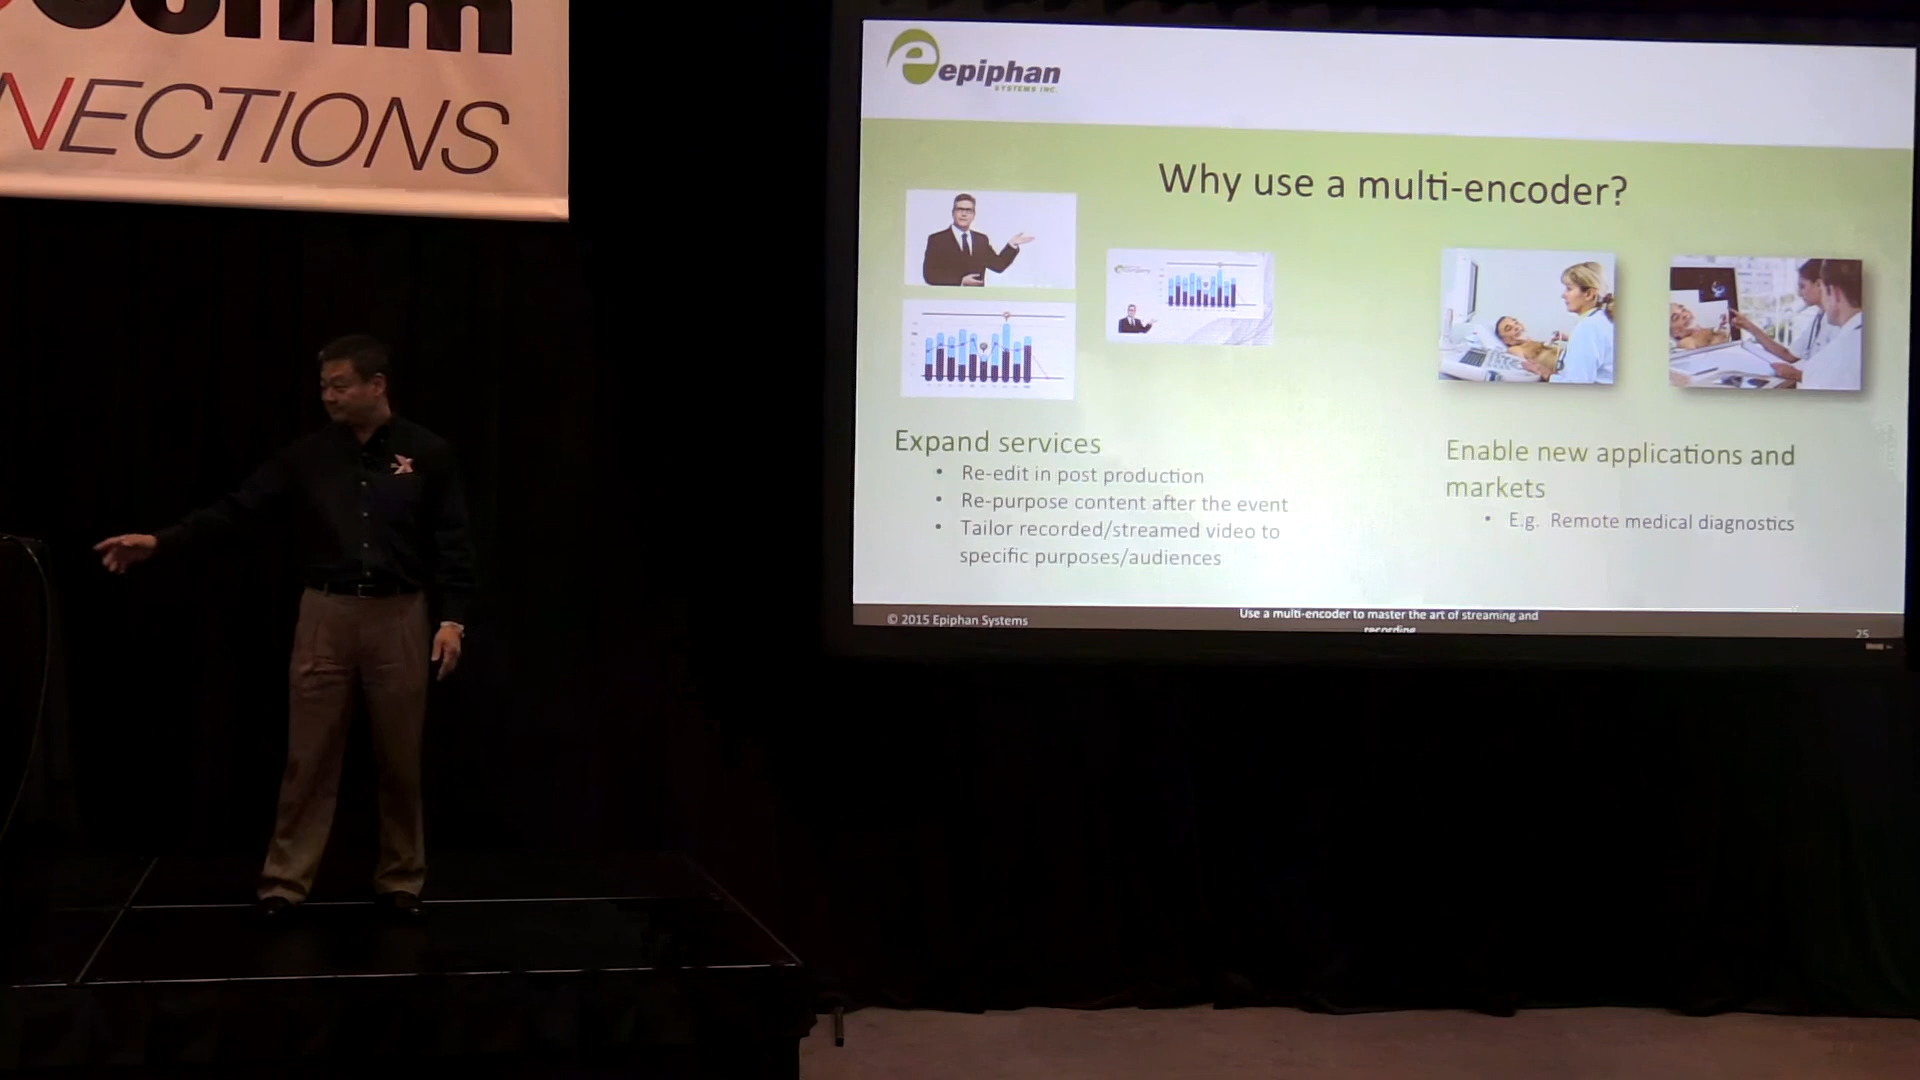 comm
NECTIONS
epiphan
SYSTEMS INC.
Why use a multi-encoder?
Expand services
• Re-edit in post production
• Re-purpose content after the event
• Tailor recorded/streamed video to
specific purposes/audiences
Enable new applications and
markets
• E.g. Remote medical diagnostics
© 2015 Epiphan Systems
Use a multi-encoder to master the art of streaming and
recording
25